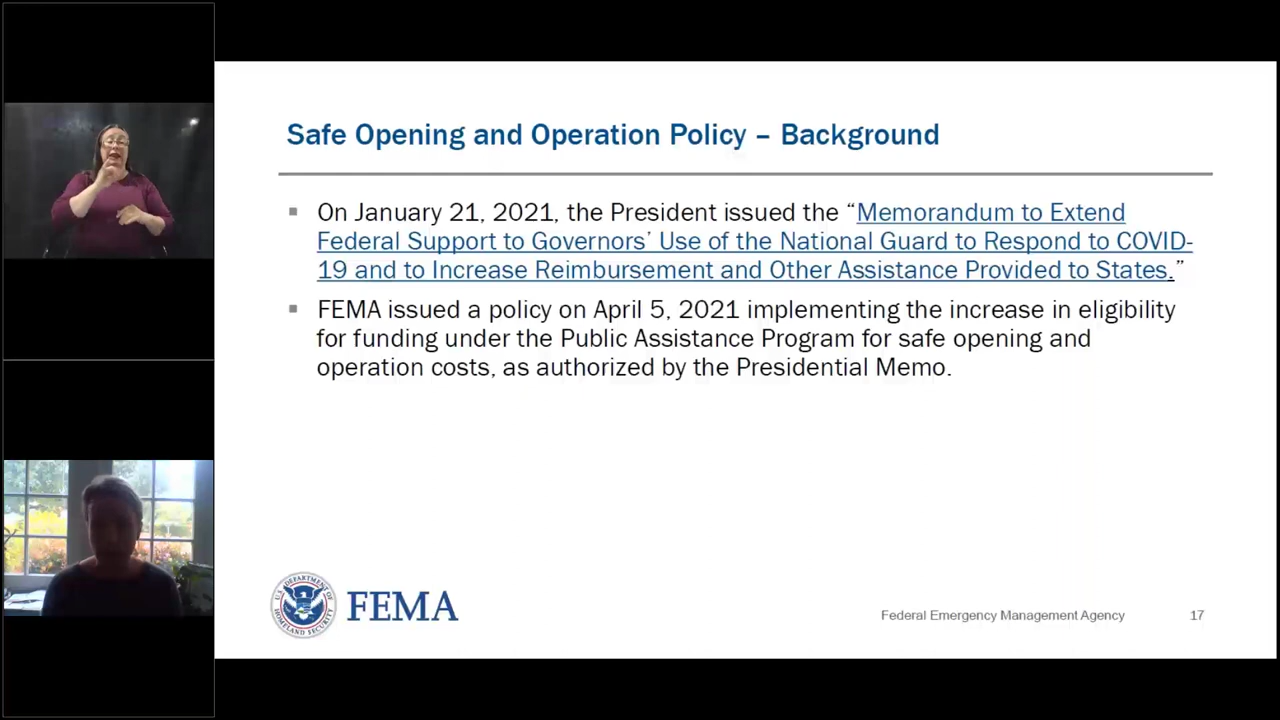 Safe Opening and Operation Policy – Background
▪ On January 21, 2021, the President issued the “Memorandum to Extend
Federal Support to Governors’ Use of the National Guard to Respond to COVID-
19 and to Increase Reimbursement and Other Assistance Provided to States.”
▪ FEMA issued a policy on April 5, 2021 implementing the increase in eligibility
for funding under the Public Assistance Program for safe opening and
operation costs, as authorized by the Presidential Memo.
U.S. DEPARTMENT OF HOMELAND SECURITY
FEMA
Federal Emergency Management Agency 17